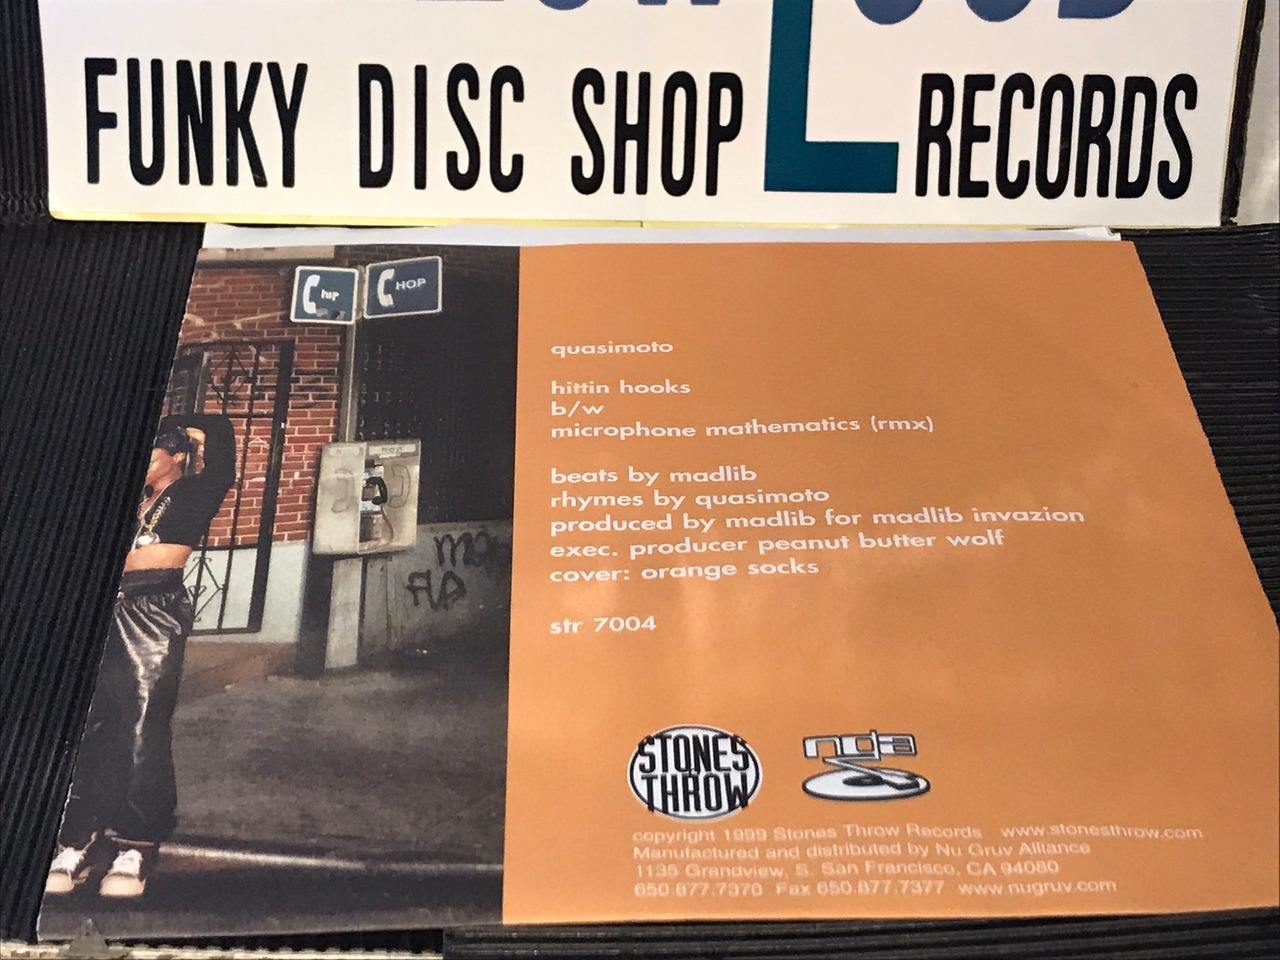 FUNKY DISC SHOP
RECORDS
hip
HOP
quasimoto
hittin hooks
b/w
microphone mathematics (rmx)
beats by madlib
rhymes by quasimoto
produced by madlib for madlib invazion
exec. producer peanut butter wolf
cover: orange socks
str 7004
STONES
THROW
nga
copyright 1999 Stones Throw Records www.stonesthrow.com
Manufactured and distributed by Nu Gruv Alliance
1135 Grandview, S. San Francisco, CA 94080
650.877.7370 Fax 650.877.7377 www.nugruv.com